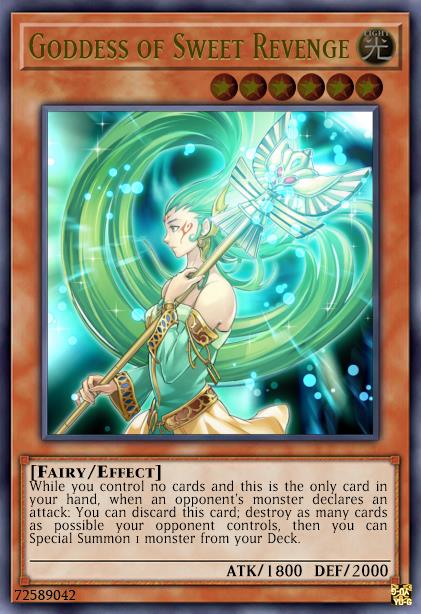 Goddess of Sweet Revenge
LIGHT
光
[Fairy/Effect]
While you control no cards and this is the only card in
your hand, when an opponent's monster declares an
attack: You can discard this card; destroy as many cards
as possible your opponent controls, then you can
Special Summon 1 monster from your Deck.
ATK/1800 DEF/2000
72589042